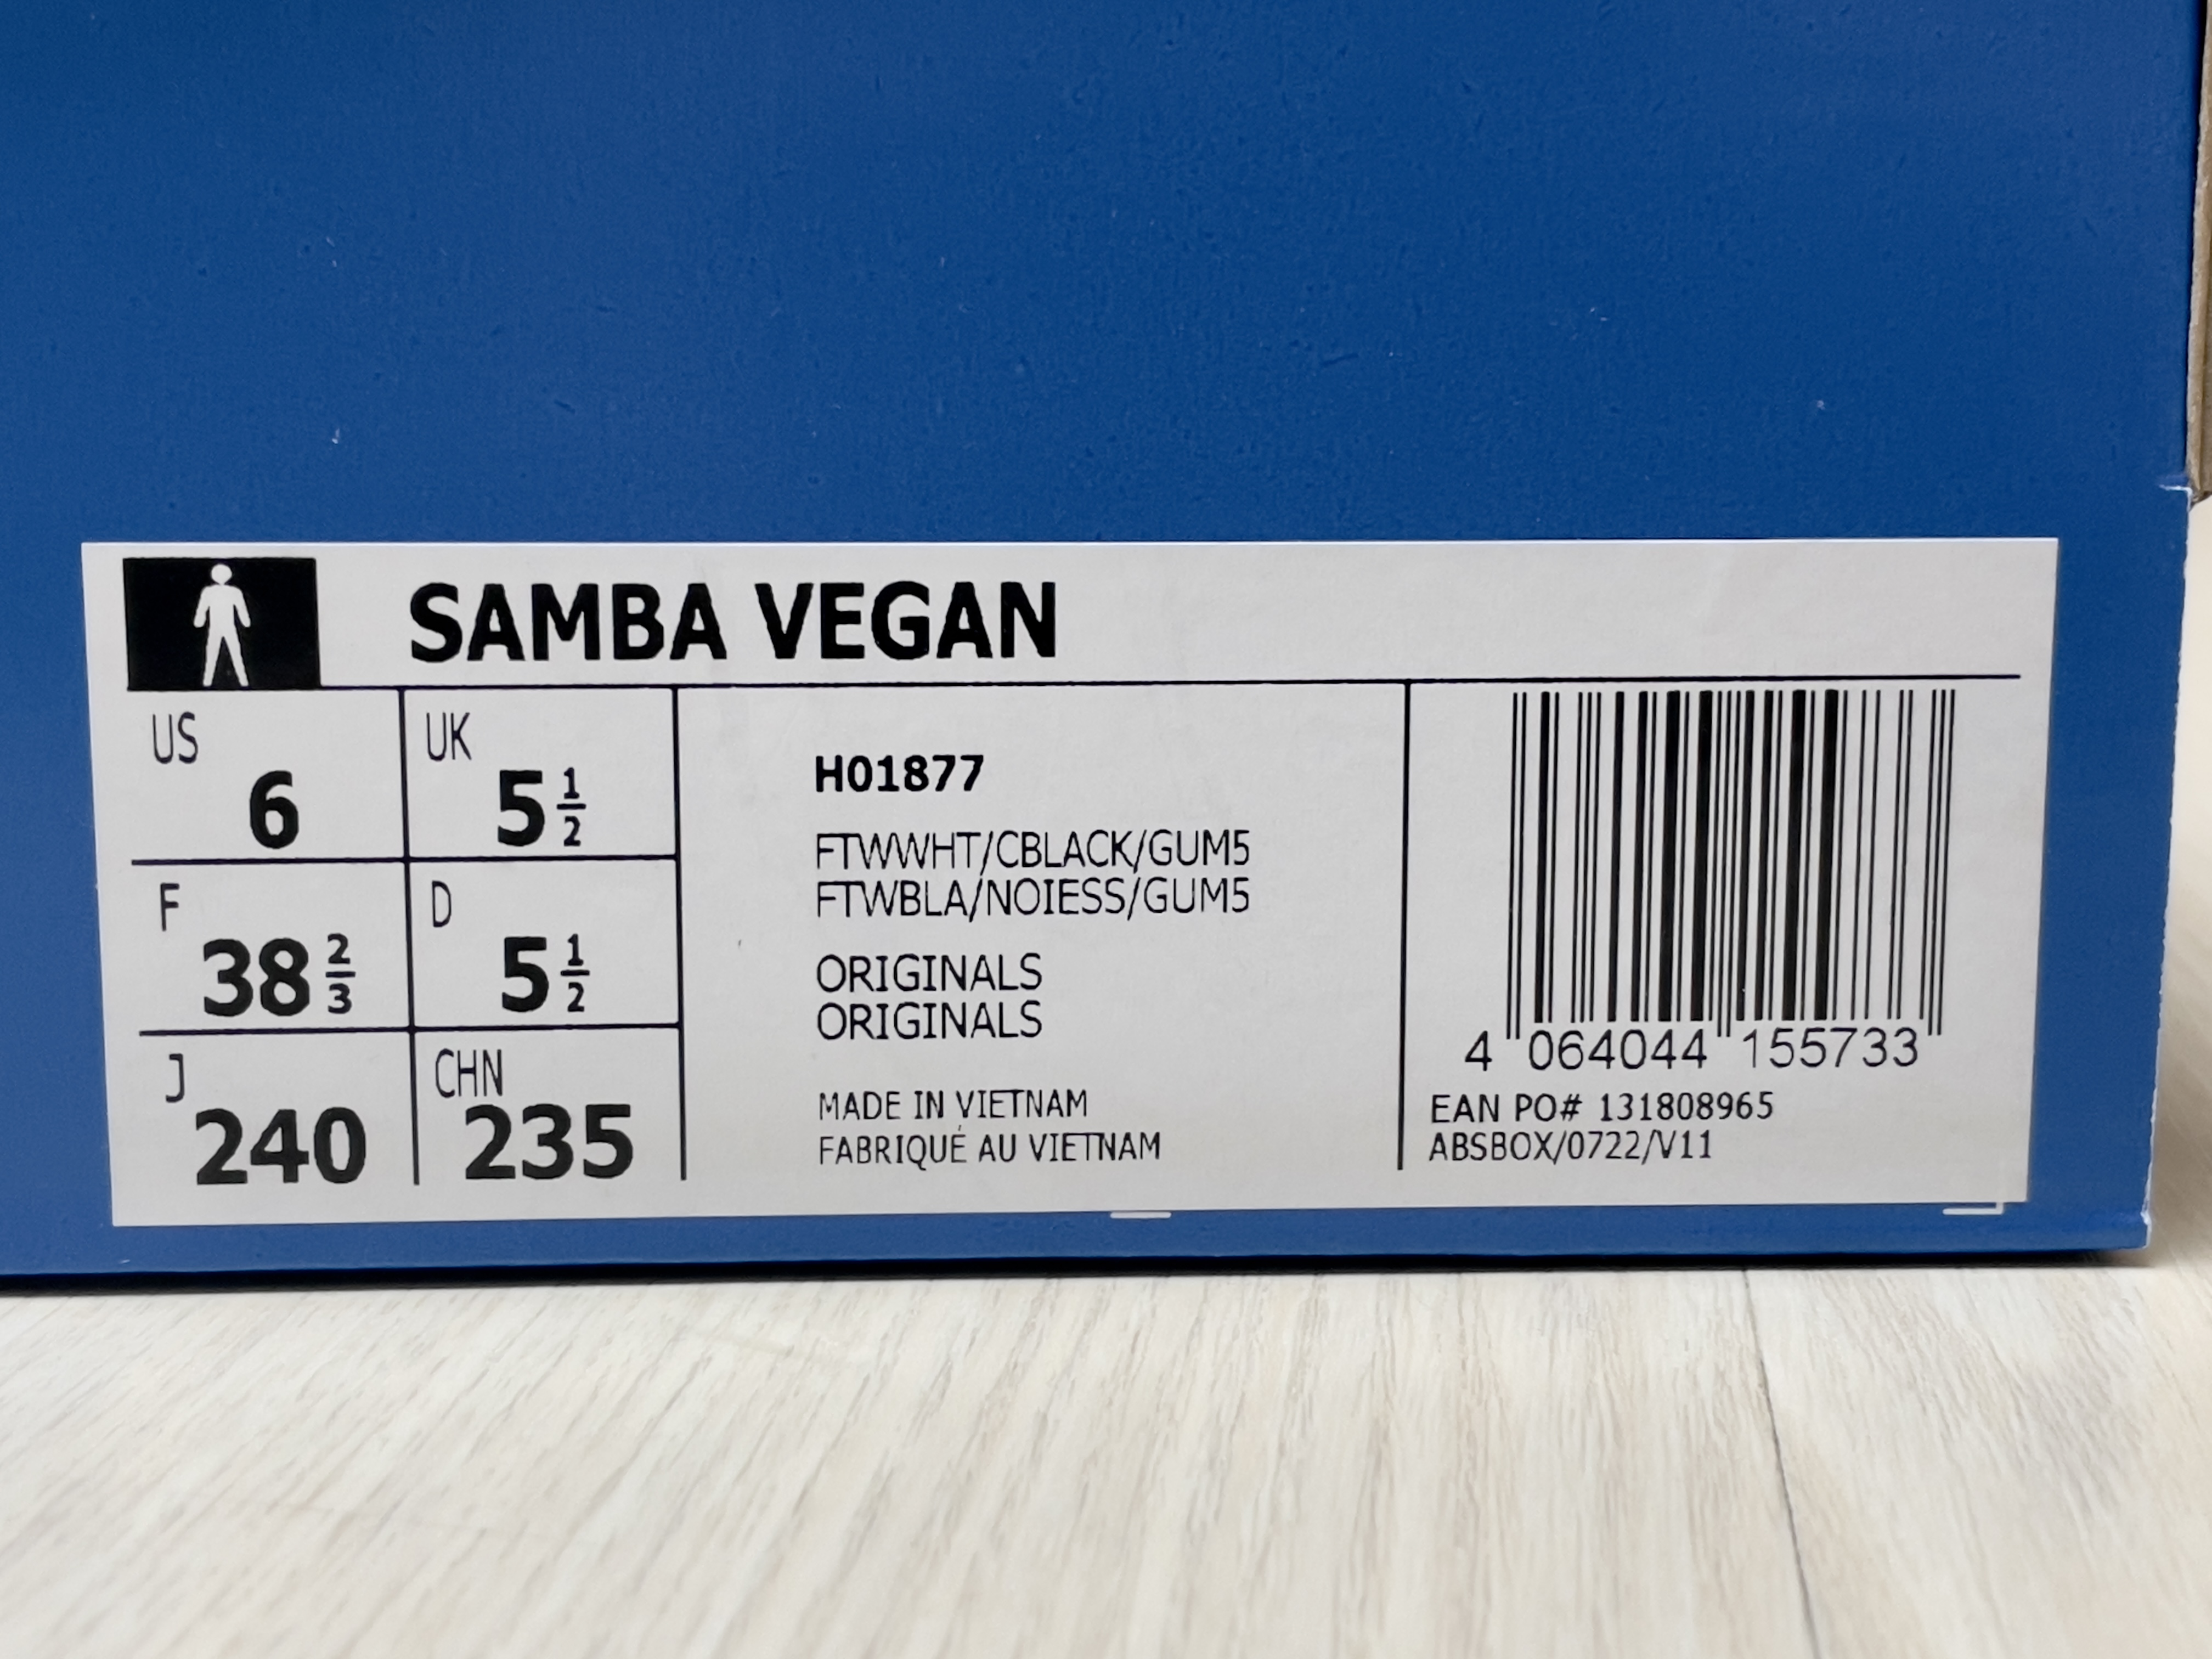 SAMBA VEGAN
US
6
UK
5 1/2
F
38 2/3
D
5 1/2
J
240
CHN
235
H01877
FTWWHT/CBLACK/GUM5
FTWBLA/NOIESS/GUM5
ORIGINALS
ORIGINALS
MADE IN VIETNAM
FABRIQUÉ AU VIETNAM
4 064044 155733
EAN PO# 131808965
ABSBOX/0722/V11